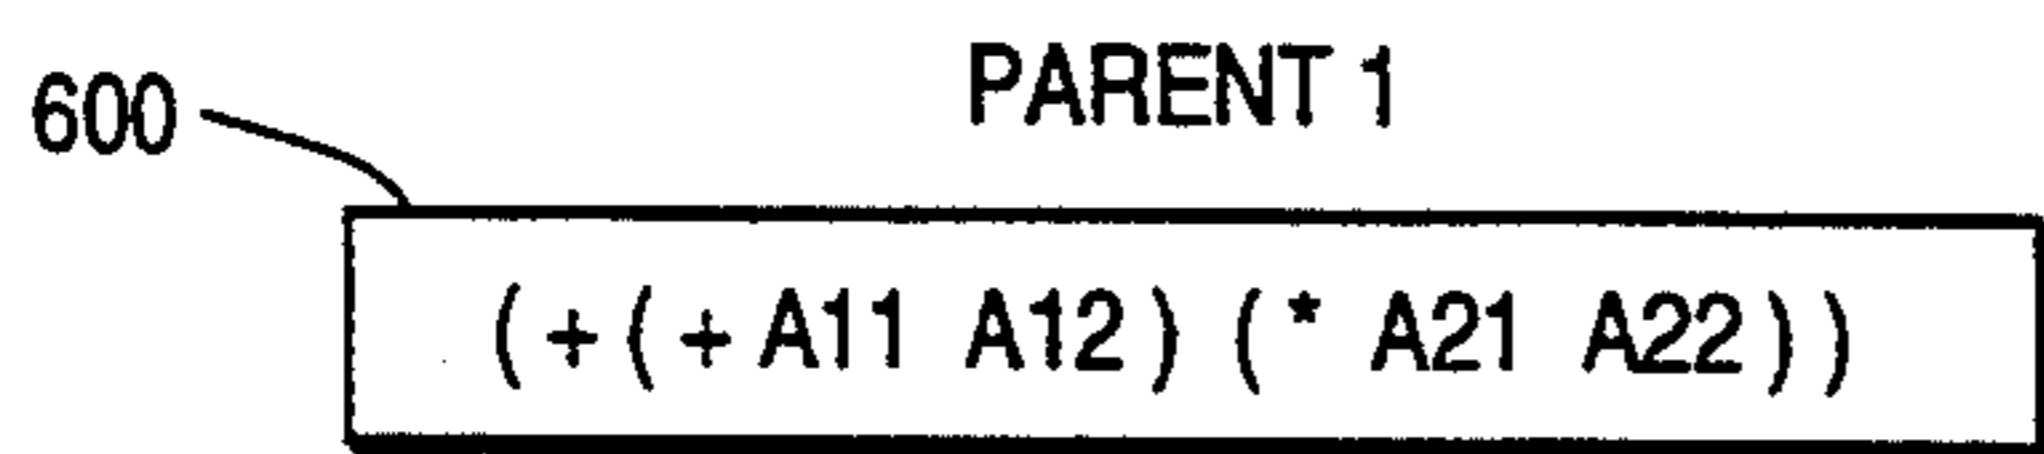 PARENT 1
600
( + ( + A11 A12 ) ( * A21 A22 ) )